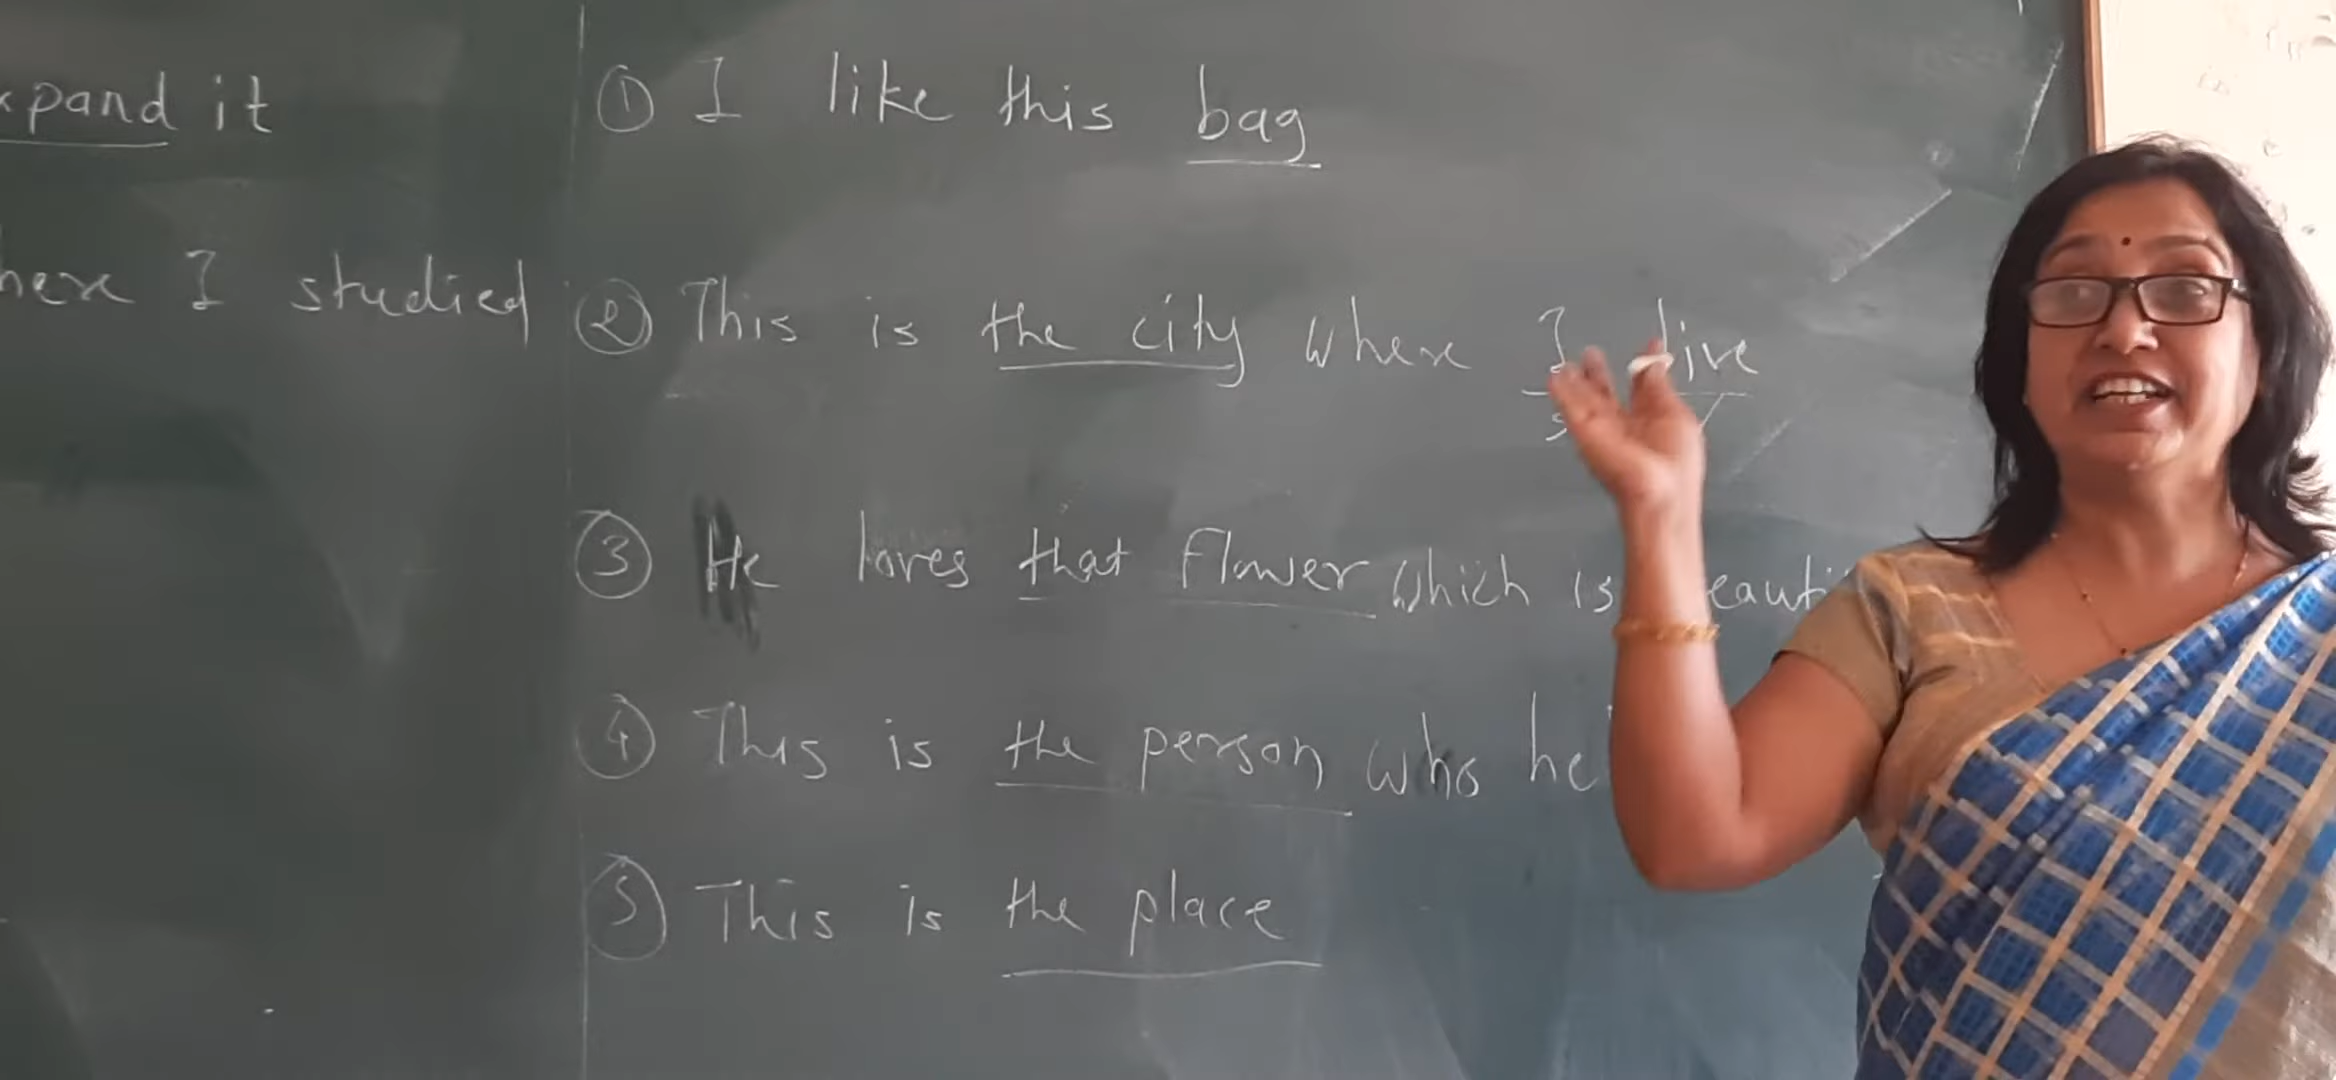 xpand it
here I studied
① I like this bag
② This is the city where I live
S V
③ He loves that flower which is beauti
④ This is the person who he
⑤ This is the place